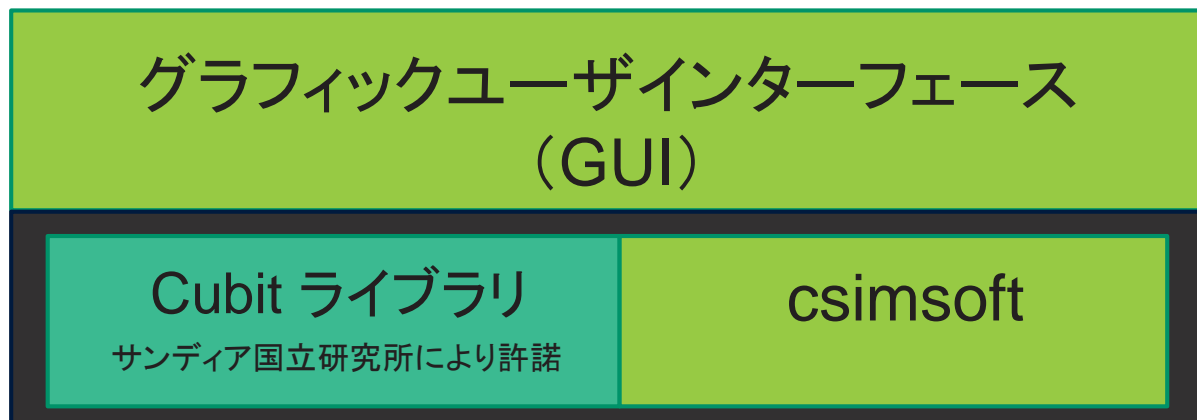 グラフィックユーザインターフェース
（GUI）
Cubit ライブラリ
サンディア国立研究所により許諾
csimsoft